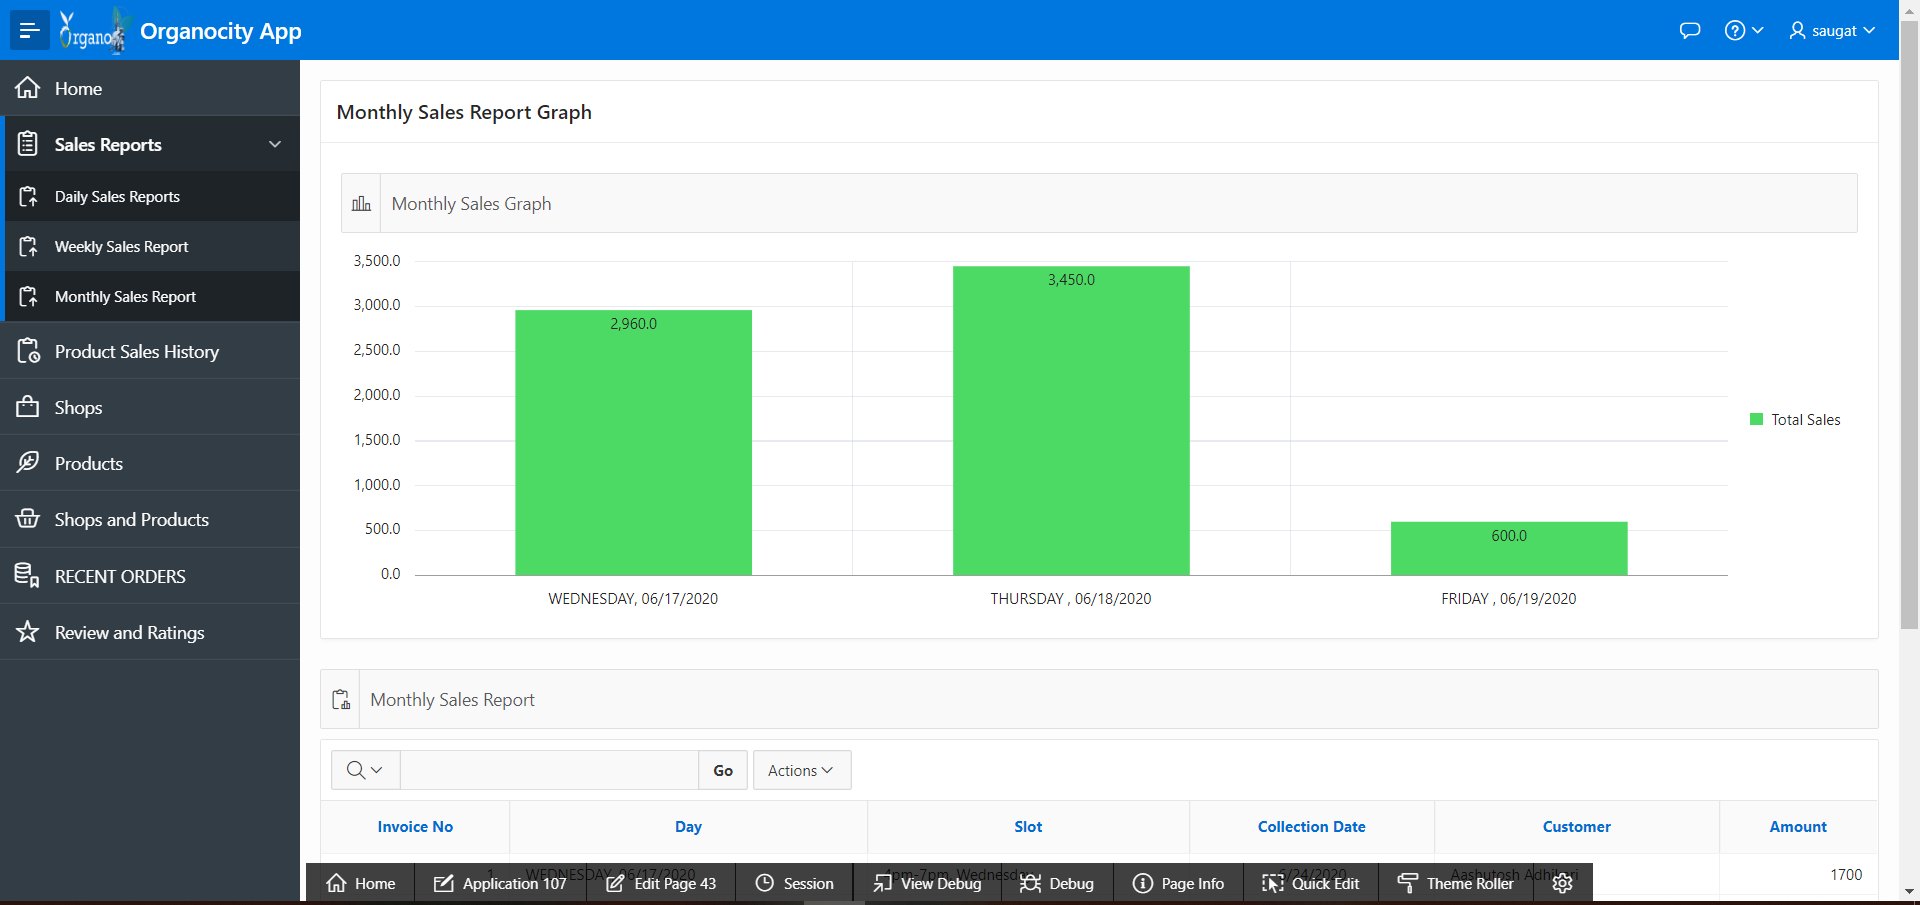 Organo
Organocity App
saugat
Home
Sales Reports
Daily Sales Reports
Weekly Sales Report
Monthly Sales Report
Product Sales History
Shops
Products
Shops and Products
RECENT ORDERS
Review and Ratings
Monthly Sales Report Graph
Monthly Sales Graph
3,500.0
3,000.0
2,500.0
2,000.0
1,500.0
1,000.0
500.0
0.0
2,960.0
3,450.0
600.0
WEDNESDAY, 06/17/2020
THURSDAY , 06/18/2020
FRIDAY , 06/19/2020
Total Sales
Monthly Sales Report
Go
Actions
Invoice No Day Slot Collection Date Customer Amount
1 WEDNESDAY, 06/17/2020 4pm-7pm, Wednesday 6/24/2020 Aashutosh Adhikari 1700
Home Application 107 Edit Page 43 Session View Debug Debug Page Info Quick Edit Theme Roller